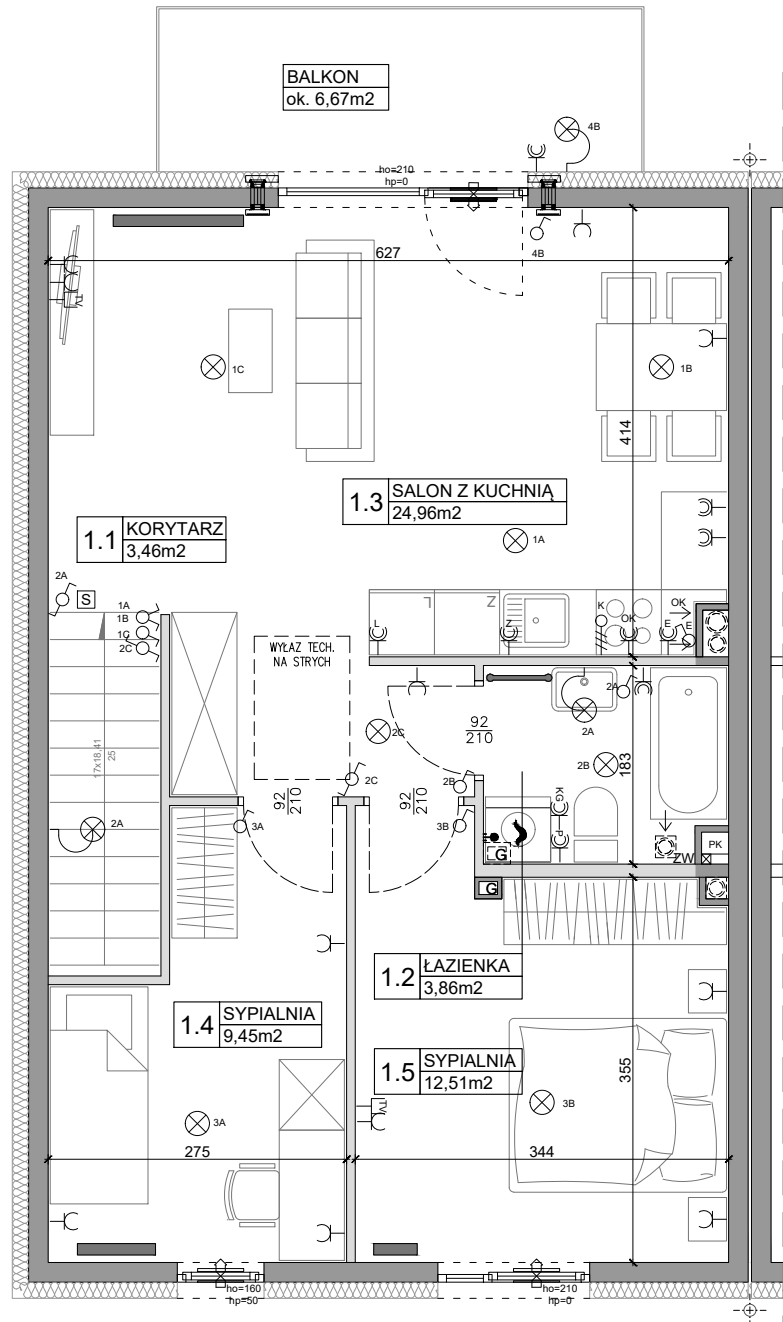 BALKON
ok. 6,67m2
4B
ho=210
hp=0
4B
627
TV
1C
1B
414
1.3 SALON Z KUCHNIĄ
24,96m2
1.1 KORYTARZ
3,46m2
1A
2A
S
1A
1B
1C
2C
L
L
Z
Z
K
OK
OK
E
E
WYŁAZ TECH.
NA STRYCH
92
210
2A
2A
2C
2B
183
17x18,41
25
2C
2B
92
210
92
210
2A
3A
3B
KG
P
G
PK
ZW
G
1.2 ŁAZIENKA
3,86m2
1.4 SYPIALNIA
9,45m2
1.5 SYPIALNIA
12,51m2
355
TV
3A
3B
275
344
ho=160
hp=50
ho=210
hp=0